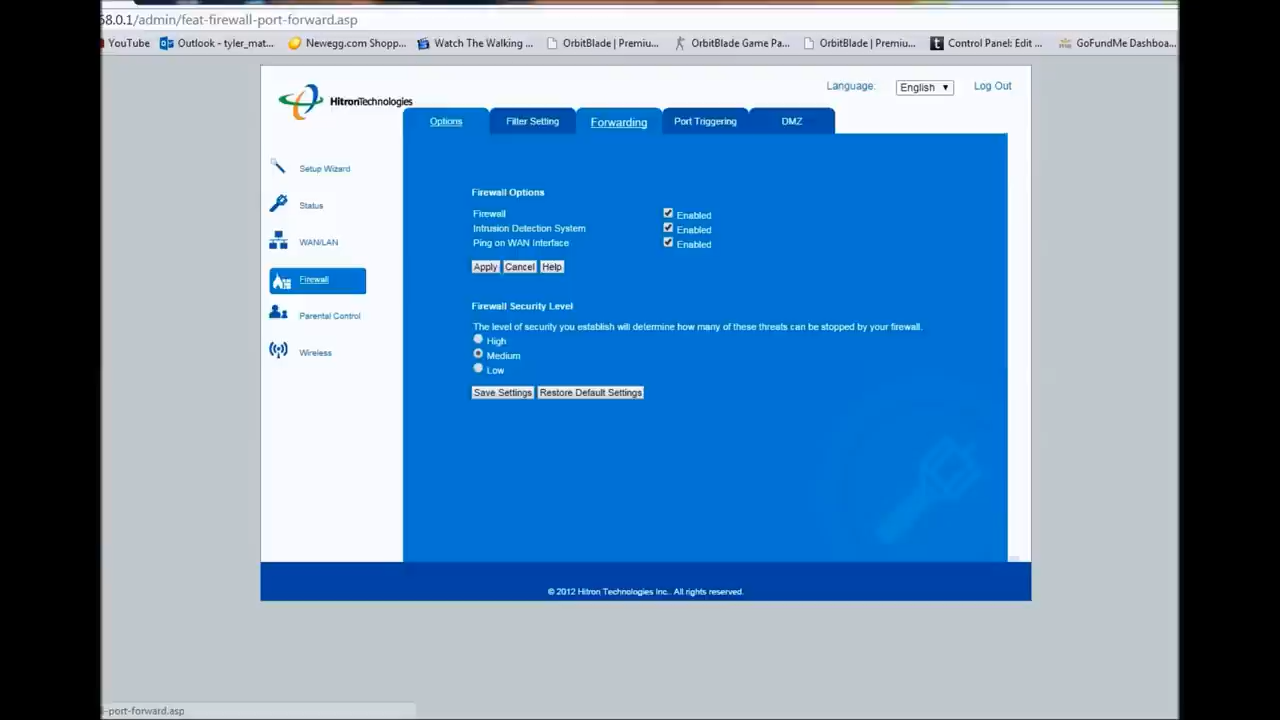 58.0.1/admin/feat-firewall-port-forward.asp
YouTube Outlook - tyler_mat... Newegg.com Shopp... Watch The Walking ... OrbitBlade | Premiu... OrbitBlade Game Pa... OrbitBlade | Premiu... Control Panel: Edit ... GoFundMe Dashboa...
Language: English Log Out
HitronTechnologies
Options Filter Setting Forwarding Port Triggering DMZ
Setup Wizard
Status
WAN/LAN
Firewall
Parental Control
Wireless
Firewall Options
Firewall Enabled
Intrusion Detection System Enabled
Ping on WAN Interface Enabled
Apply Cancel Help
Firewall Security Level
The level of security you establish will determine how many of these threats can be stopped by your firewall.
High
Medium
Low
Save Settings Restore Default Settings
© 2012 Hitron Technologies Inc.. All rights reserved.
-port-forward.asp